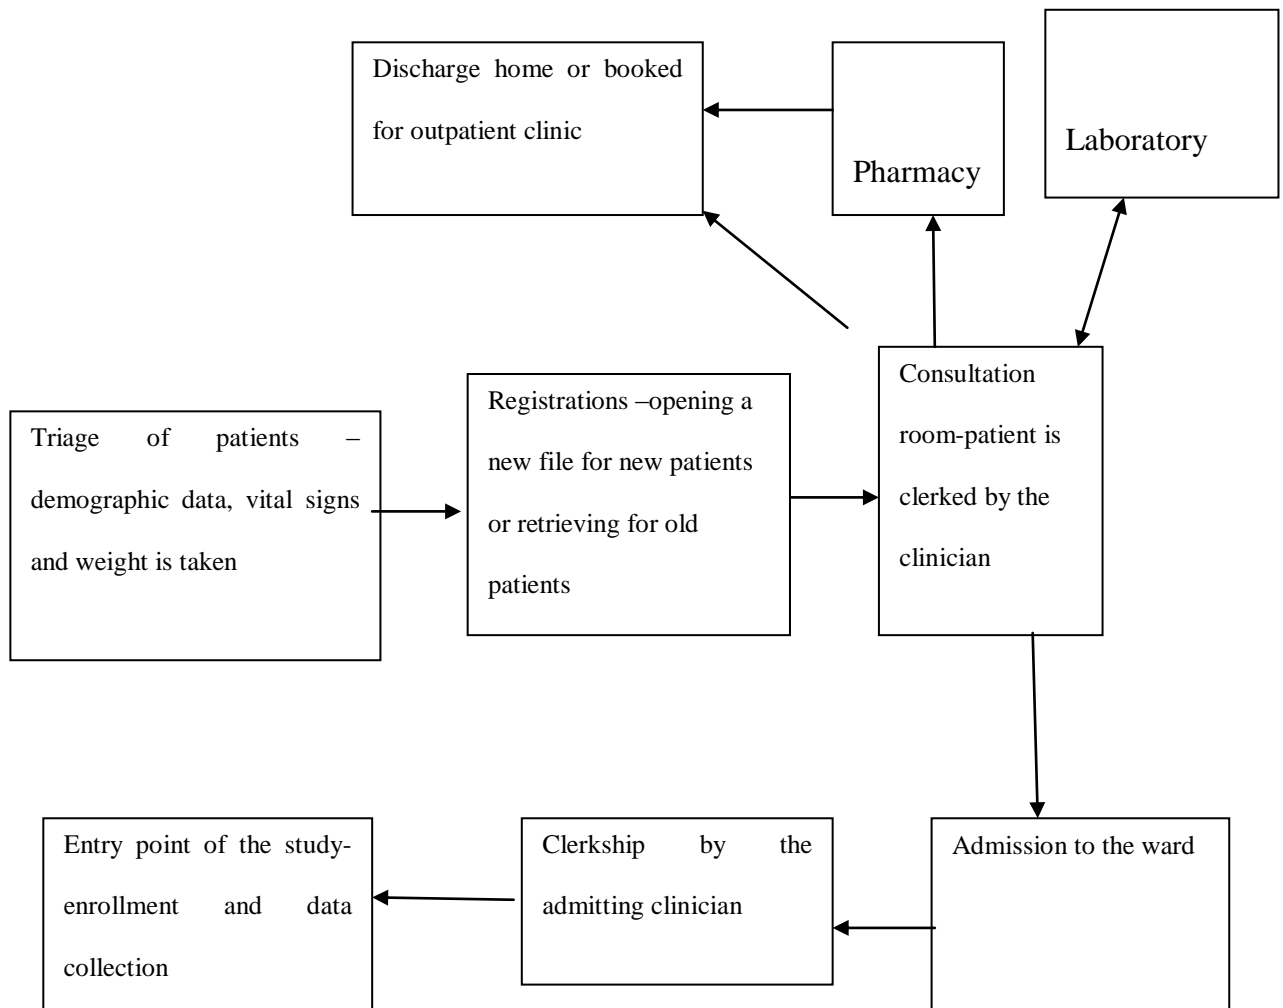 Discharge home or booked
for outpatient clinic
Pharmacy
Laboratory
Triage of patients –
demographic data, vital signs
and weight is taken
Registrations –opening a
new file for new patients
or retrieving for old
patients
Consultation
room-patient is
clerked by the
clinician
Entry point of the study-
enrollment and data
collection
Clerkship by the
admitting clinician
Admission to the ward